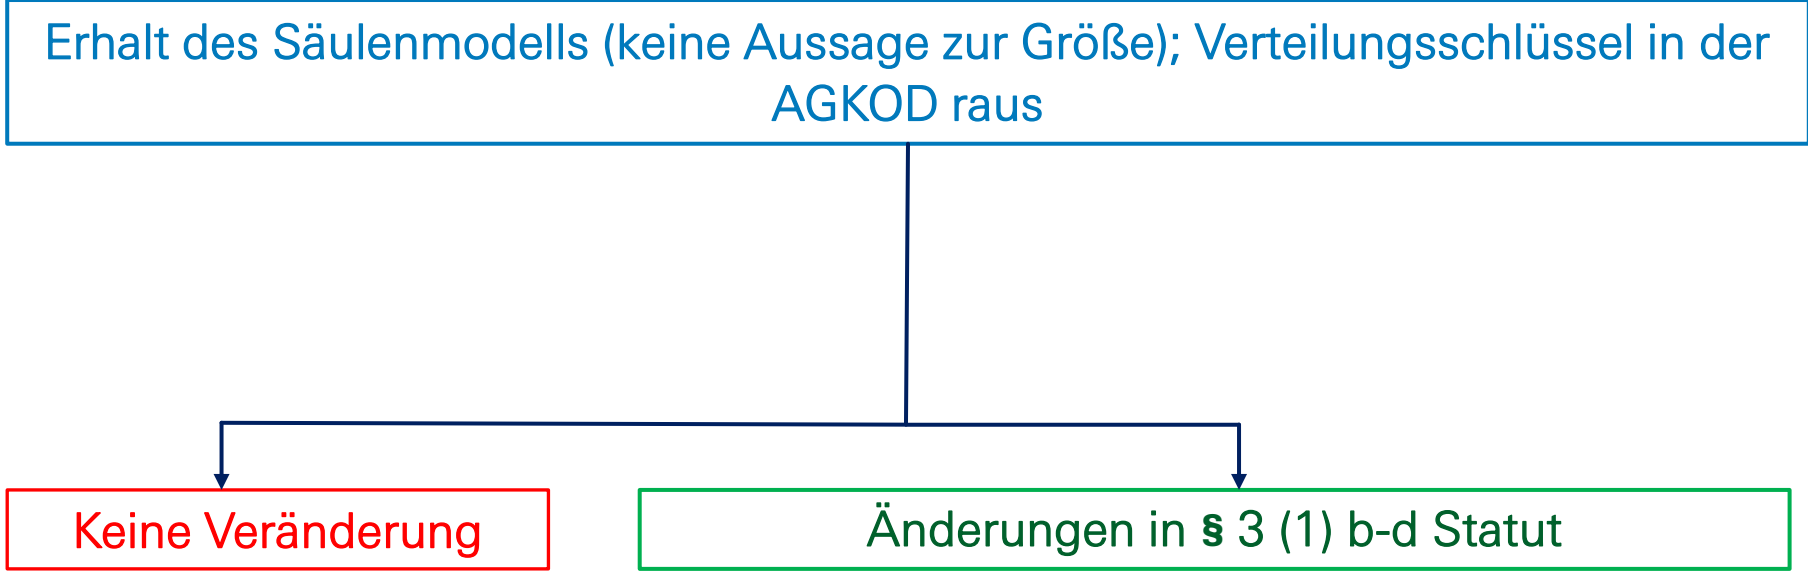 Erhalt des Säulenmodells (keine Aussage zur Größe); Verteilungsschlüssel in der
AGKOD raus
Keine Veränderung
Änderungen in § 3 (1) b-d Statut